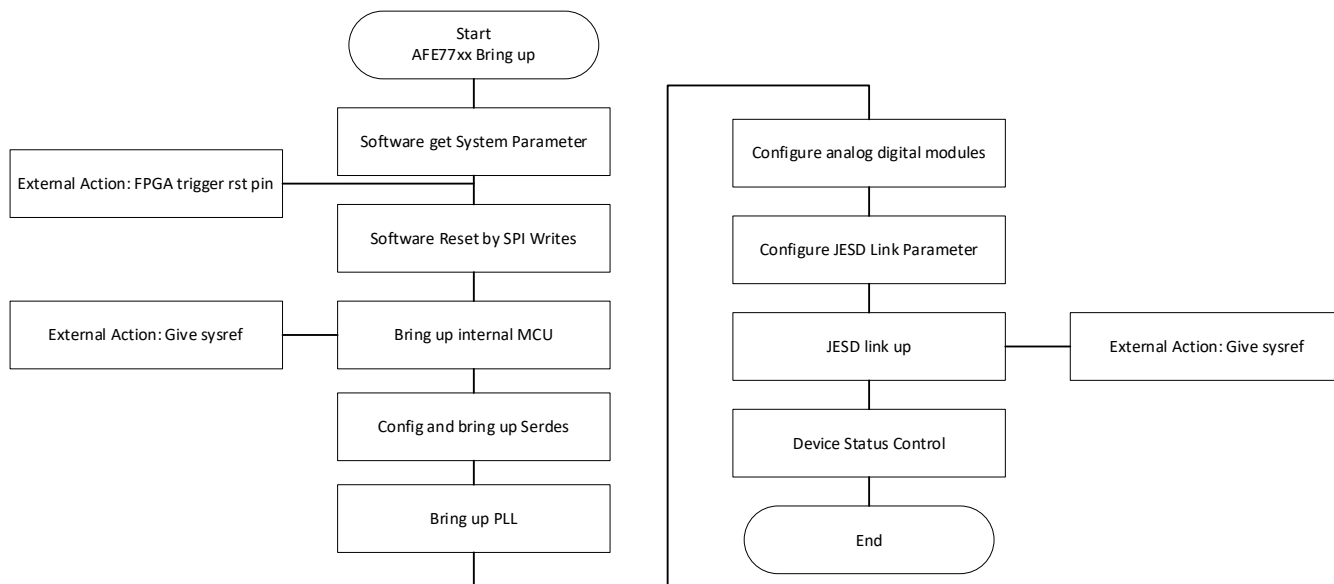 Start
AFE77xx Bring up
Software get System Parameter
External Action: FPGA trigger rst pin
Software Reset by SPI Writes
External Action: Give sysref
Bring up internal MCU
Config and bring up Serdes
Bring up PLL
Configure analog digital modules
Configure JESD Link Parameter
JESD link up
External Action: Give sysref
Device Status Control
End